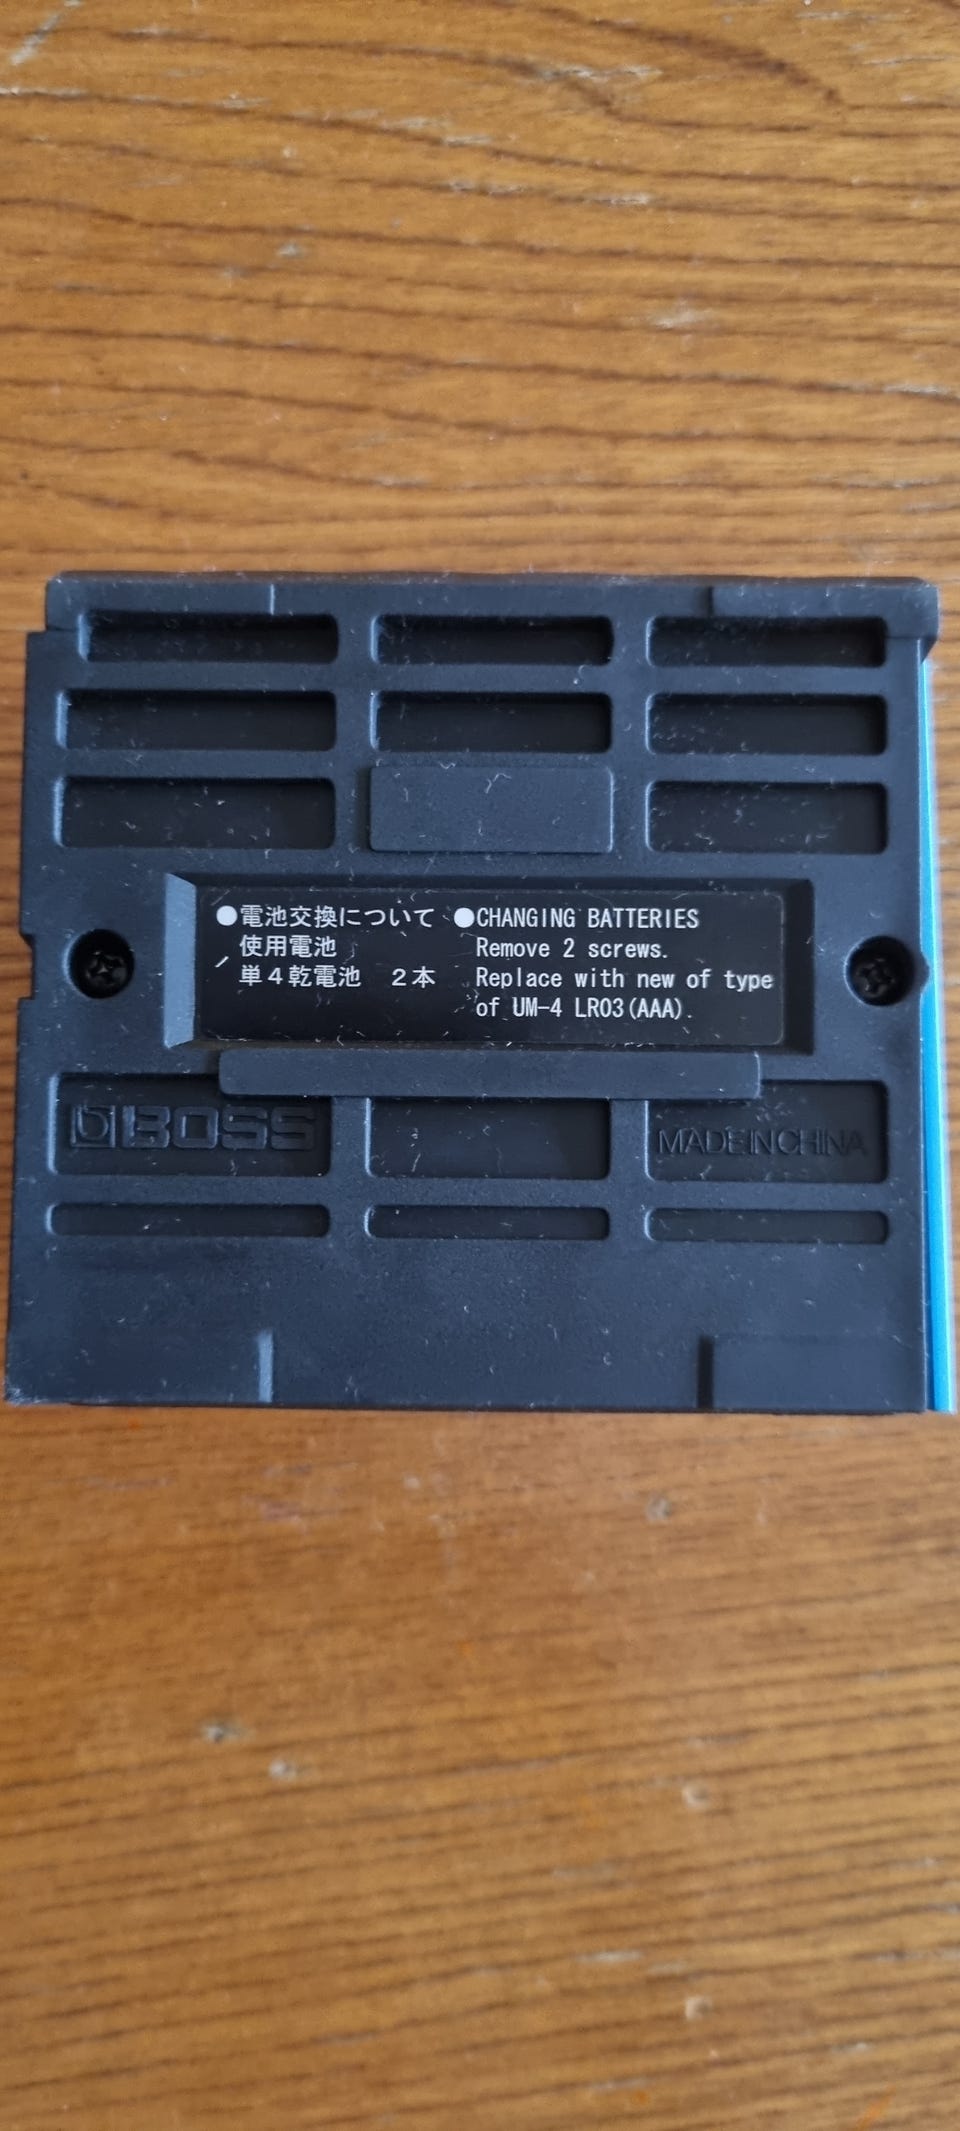 ●電池交換について
使用電池
単4乾電池 2本
●CHANGING BATTERIES
Remove 2 screws.
Replace with new of type
of UM-4 LR03(AAA).
BOSS
MADE IN CHINA